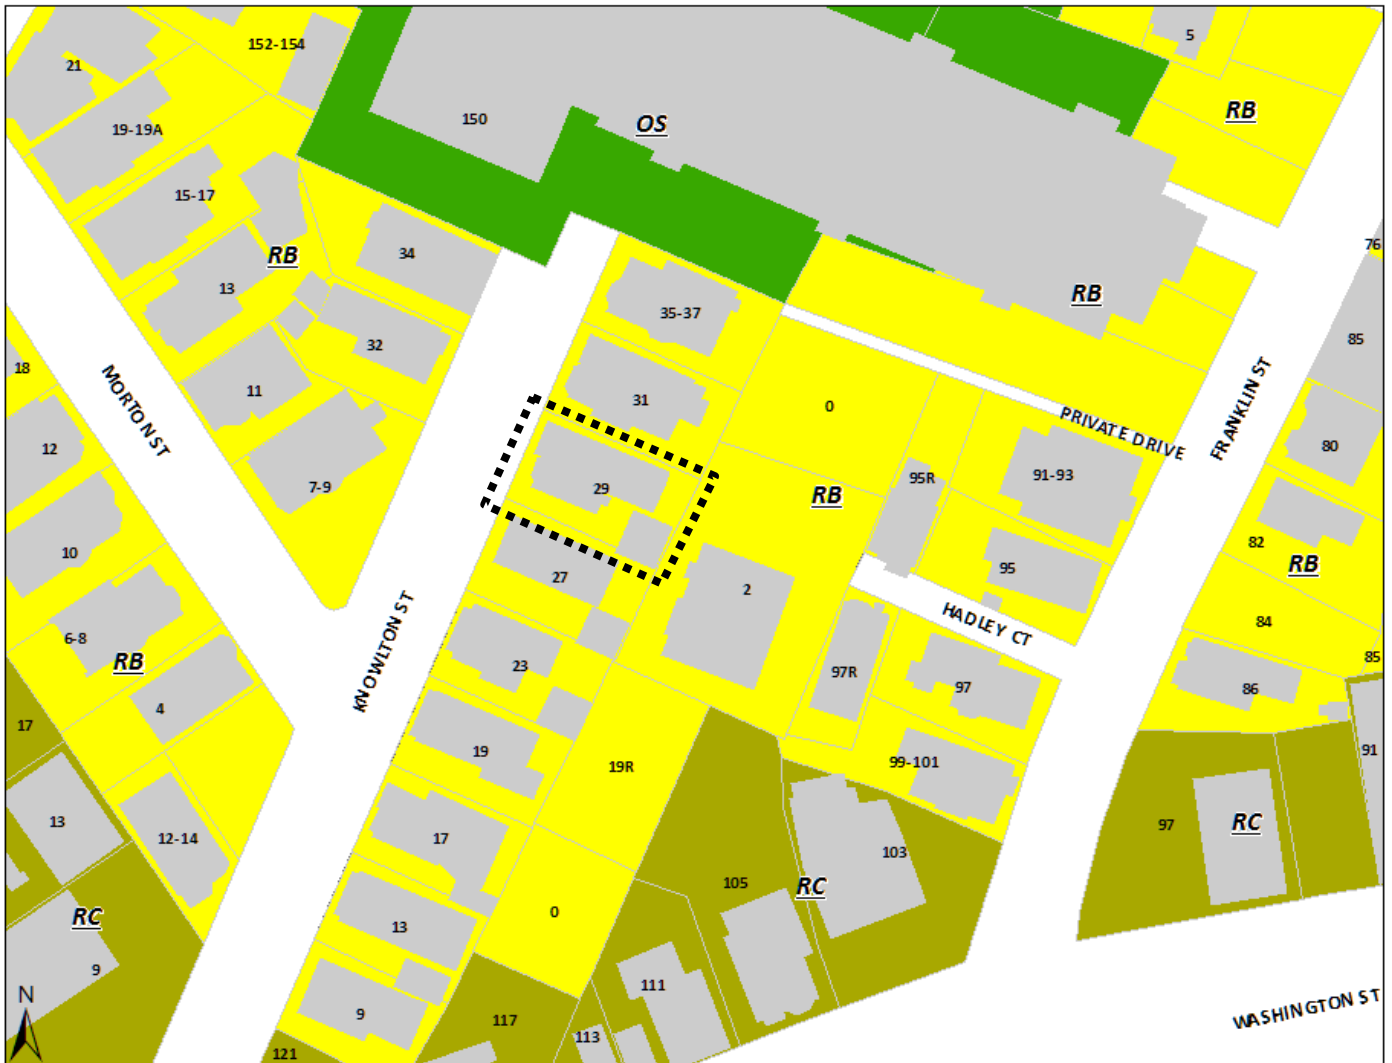 152-154
5
21
RB
150
OS
19-19A
15-17
76
34
RB
13
RB
35-37
85
32
18
MORTON ST
11
31
0
PRIVATE DRIVE
FRANKLIN ST
80
12
7-9
29
RB
95R
91-93
10
82
RB
27
95
2
KNOWLTON ST
HADLEY CT
84
6-8
RB
23
85
97R
97
86
4
17
19
19R
99-101
91
13
12-14
17
97
RC
103
105
RC
RC
0
13
9
111
N
9
117
WASHINGTON ST
113
121